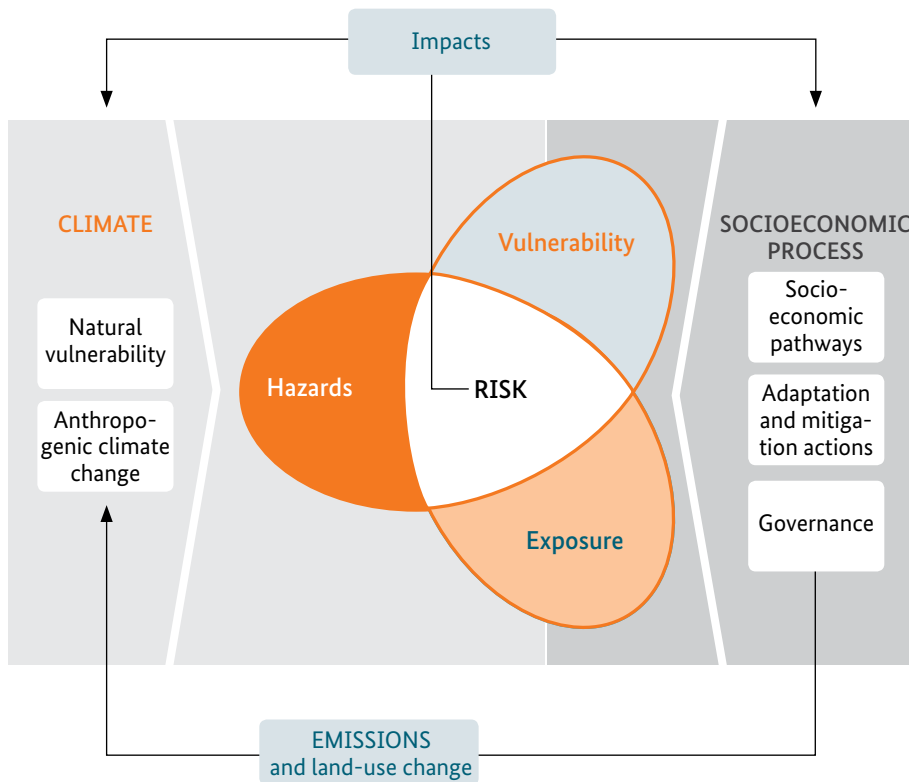 Impacts
CLIMATE
Natural
vulnerability
Anthropo-
genic climate
change
Vulnerability
Hazards
RISK
Exposure
SOCIOECONOMIC
PROCESS
Socio-
economic
pathways
Adaptation
and mitiga-
tion actions
Governance
EMISSIONS
and land-use change